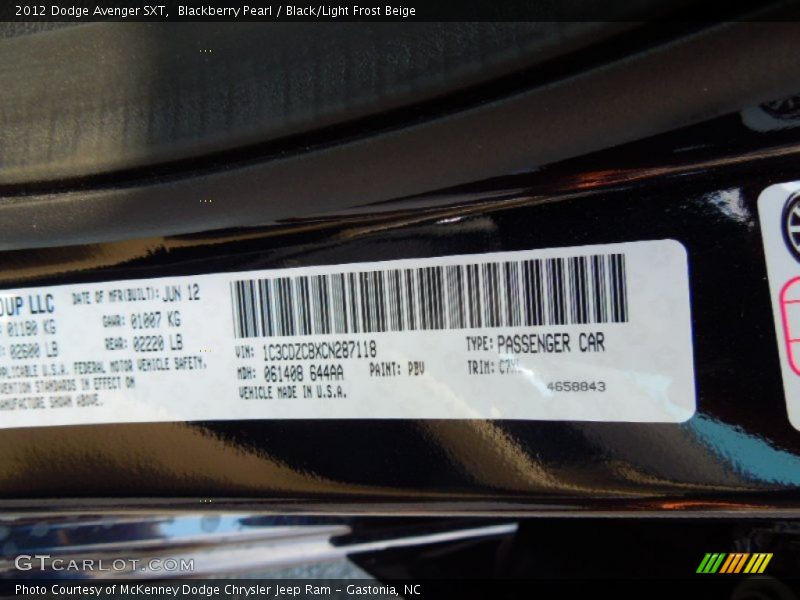 2012 Dodge Avenger SXT, Blackberry Pearl / Black/Light Frost Beige
OUP LLC DATE OF MFR(BUILT): JUN 12
01180 KG GAWR: 01007 KG
02600 LB REAR: 02220 LB
U.S.A. FEDERAL MOTOR VEHICLE SAFETY,
STANDARDS IN EFFECT ON
SHOWN ABOVE.
VIN: 1C3CDZCBXCN287118 TYPE: PASSENGER CAR
MDH: 061408 644AA PAINT: PBV TRIM:
VEHICLE MADE IN U.S.A. 4658843
GTCARLOT.COM
Photo Courtesy of McKenney Dodge Chrysler Jeep Ram - Gastonia, NC